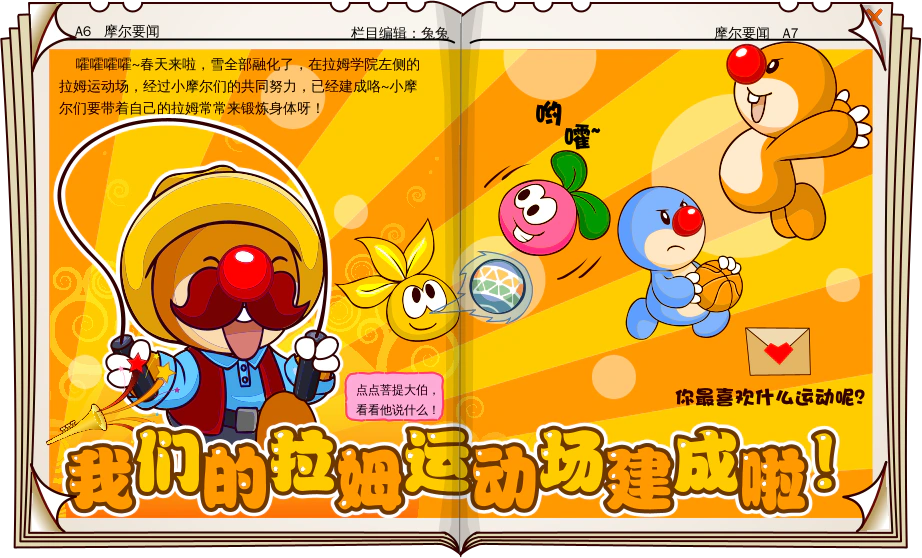 A6 摩尔要闻
栏目编辑：兔兔
摩尔要闻 A7
嚯嚯嚯嚯~春天来啦，雪全部融化了，在拉姆学院左侧的
拉姆运动场，经过小摩尔们的共同努力，已经建成咯~小摩
尔们要带着自己的拉姆常常来锻炼身体呀！
哟
嚯~
点点菩提大伯，
看看他说什么！
你最喜欢什么运动呢?
我们的拉姆运动场建成啦!